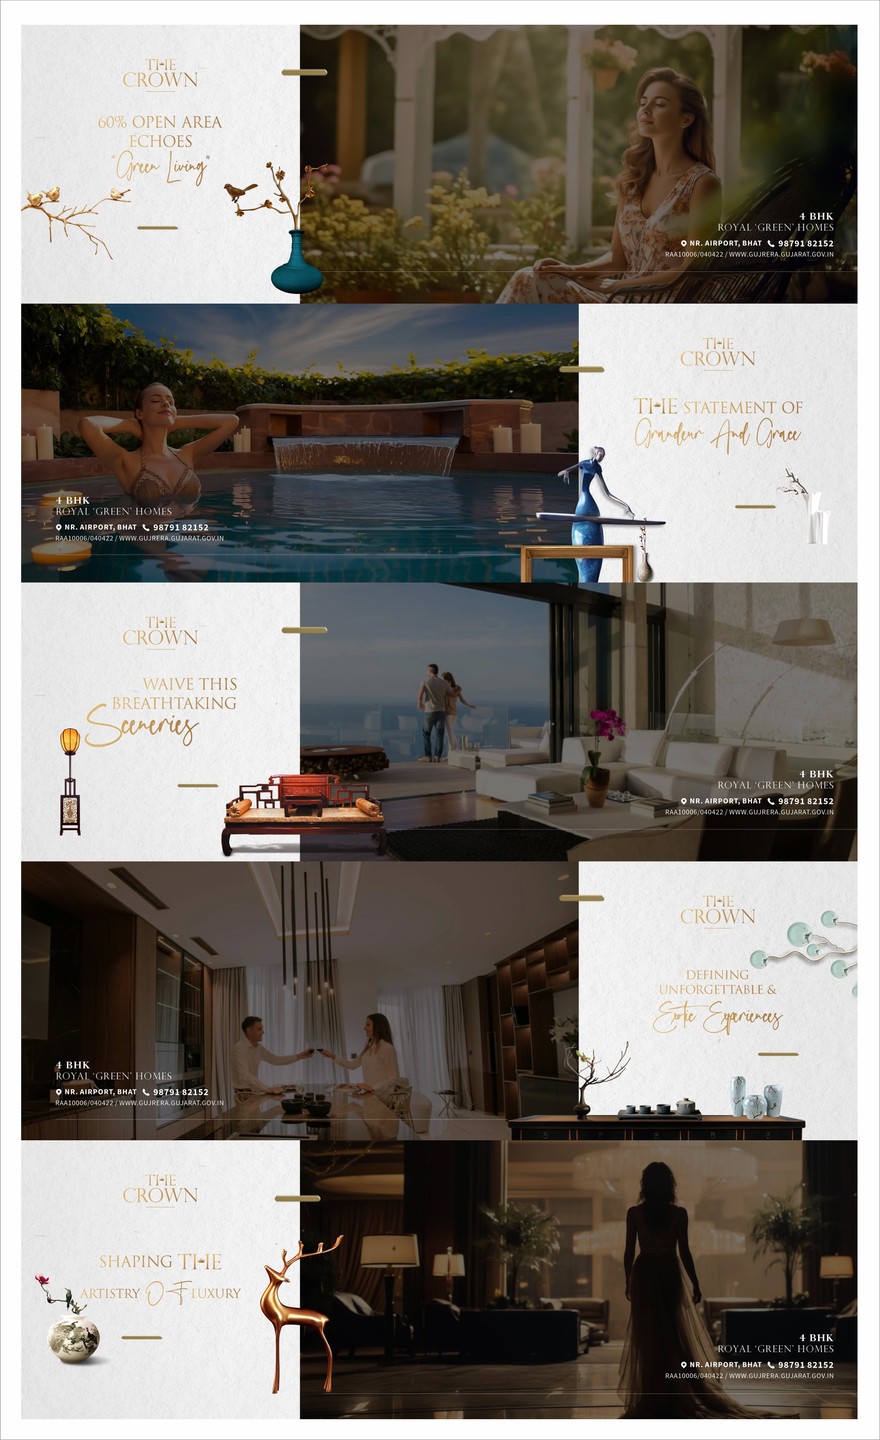 THE
CROWN
60% OPEN AREA
ECHOES
"Green Living"
4 BHK
ROYAL 'GREEN' HOMES
NR. AIRPORT, BHAT 98791 82152
RAA10006/040422 / WWW.GUJRERA.GUJARAT.GOV.IN
THE
CROWN
THE STATEMENT OF
Grandeur And Grace
4 BHK
ROYAL 'GREEN' HOMES
NR. AIRPORT, BHAT 98791 82152
RAA10006/040422 / WWW.GUJRERA.GUJARAT.GOV.IN
THE
CROWN
WAIVE THIS
BREATHTAKING
Sceneries
4 BHK
ROYAL 'GREEN' HOMES
NR. AIRPORT, BHAT 98791 82152
RAA10006/040422 / WWW.GUJRERA.GUJARAT.GOV.IN
THE
CROWN
DEFINING
UNFORGETTABLE &
Exotic Experiences
4 BHK
ROYAL 'GREEN' HOMES
NR. AIRPORT, BHAT 98791 82152
RAA10006/040422 / WWW.GUJRERA.GUJARAT.GOV.IN
THE
CROWN
SHAPING THE
ARTISTRY OF LUXURY
4 BHK
ROYAL 'GREEN' HOMES
NR. AIRPORT, BHAT 98791 82152
RAA10006/040422 / WWW.GUJRERA.GUJARAT.GOV.IN